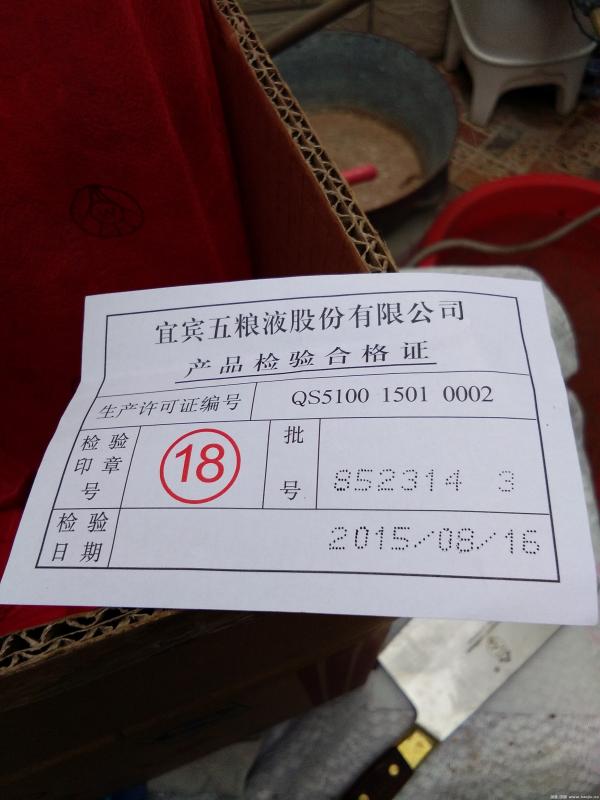 宜宾五粮液股份有限公司
产品检验合格证
生产许可证编号 QS5100 1501 0002
检验印章号 18 批号 852314 3
检验日期 2015/08/16